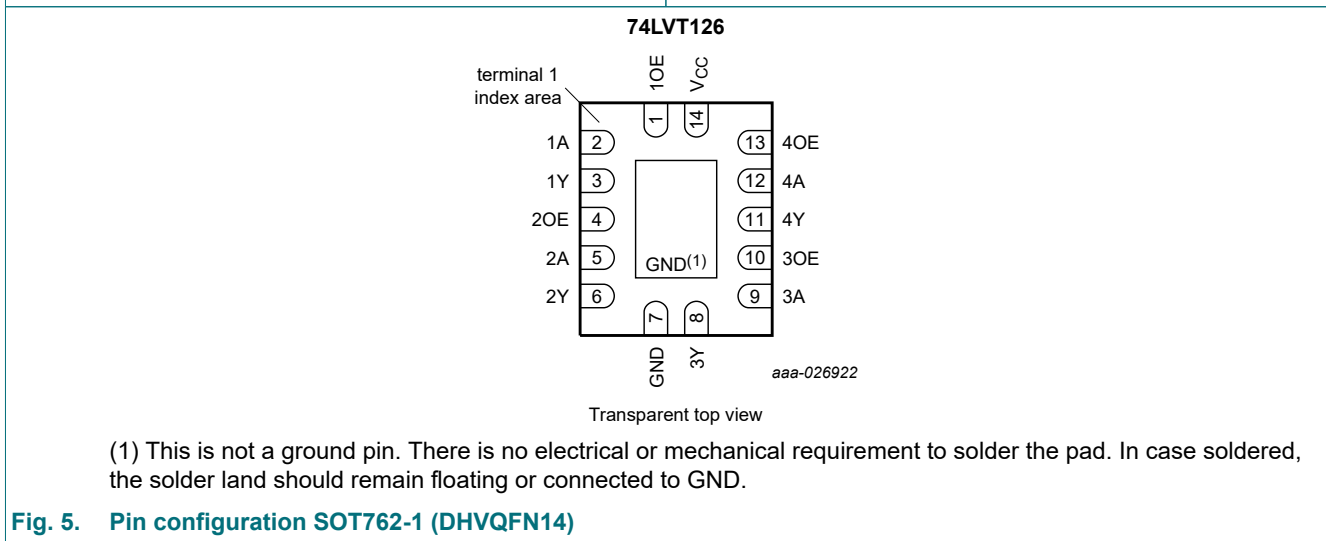 74LVT126
terminal 1
index area
1OE
VCC
1
14
1A 2
13 4OE
1Y 3
12 4A
2OE 4
11 4Y
2A 5
10 3OE
GND(1)
2Y 6
9 3A
7
8
GND
3Y
aaa-026922
Transparent top view
(1) This is not a ground pin. There is no electrical or mechanical requirement to solder the pad. In case soldered,
the solder land should remain floating or connected to GND.
Fig. 5. Pin configuration SOT762-1 (DHVQFN14)